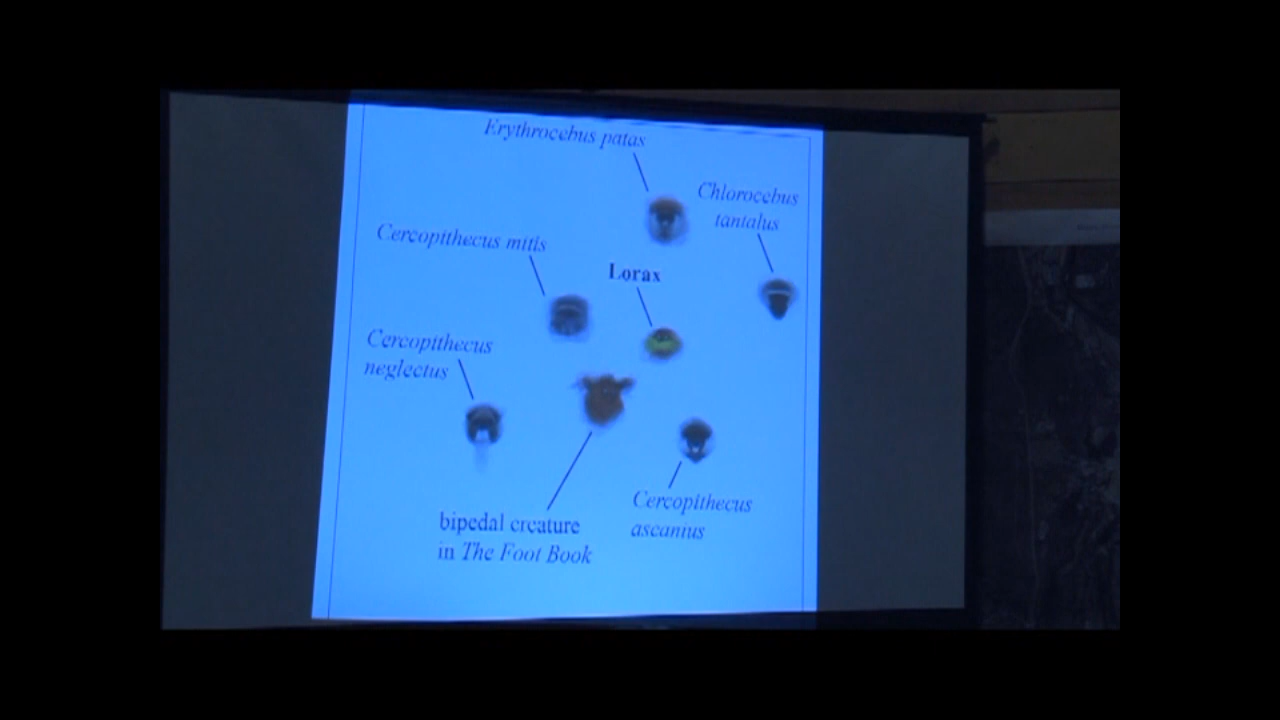 Erythrocebus patas
Chlorocebus
tantalus
Cercopithecus mitis
Lorax
Cercopithecus
neglectus
Cercopithecus
ascanius
bipedal creature
in The Foot Book